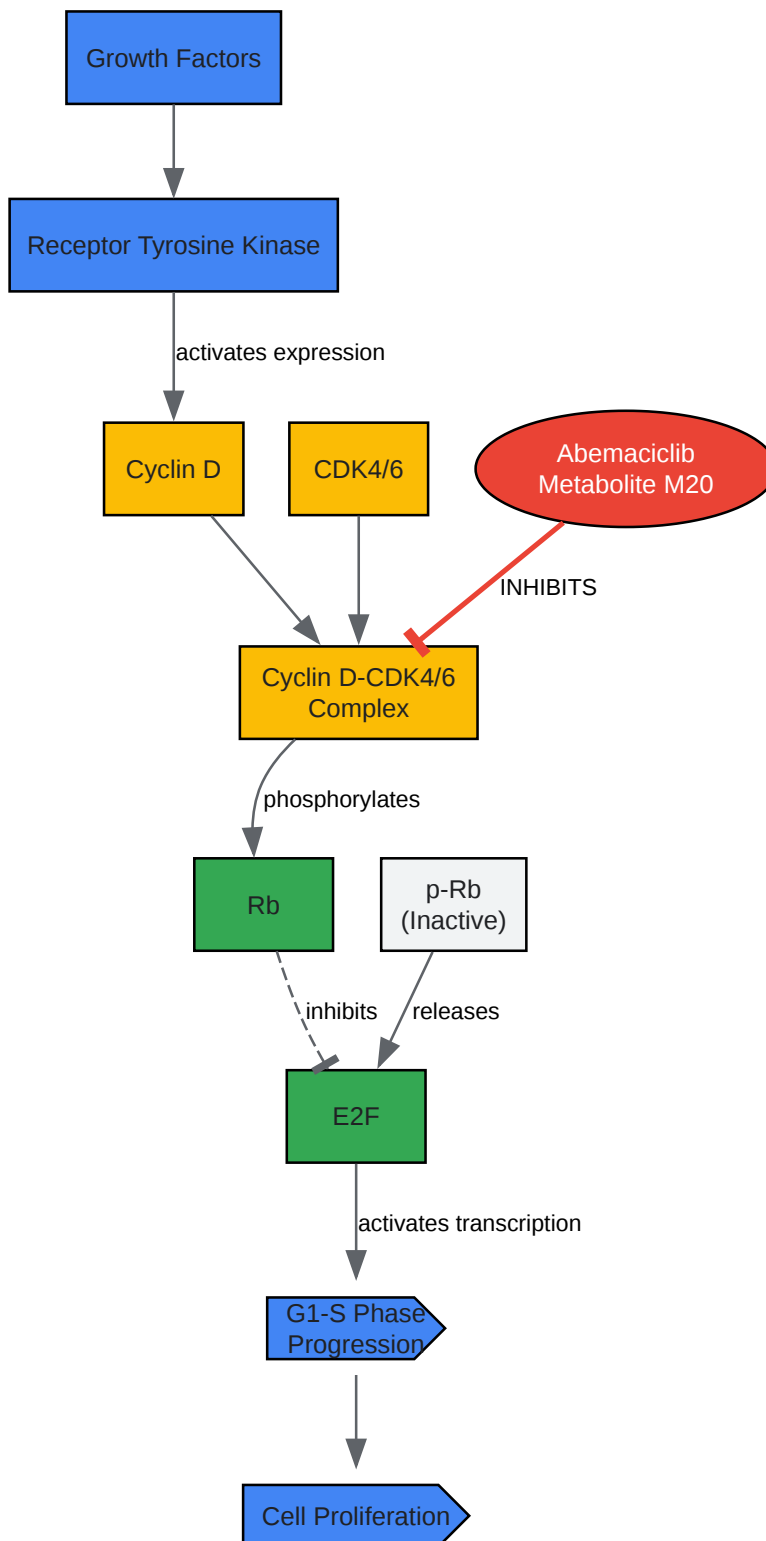 Growth Factors
Receptor Tyrosine Kinase
activates expression
Cyclin D
CDK4/6
Abemaciclib
Metabolite M20
INHIBITS
Cyclin D-CDK4/6
Complex
phosphorylates
Rb
p-Rb
(Inactive)
inhibits
releases
E2F
activates transcription
G1-S Phase
Progression
Cell Proliferation